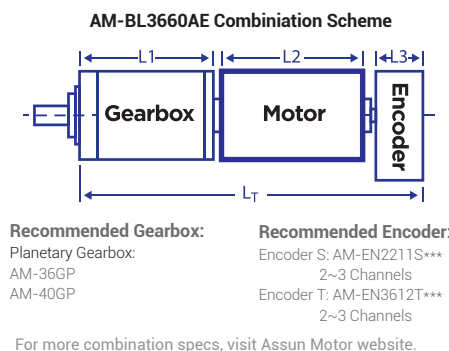 AM-BL3660AE Combiniation Scheme
L1 L2 L3
Gearbox Motor Encoder
LT
Recommended Gearbox:
Planetary Gearbox:
AM-36GP
AM-40GP
Recommended Encoder:
Encoder S: AM-EN2211S***
2~3 Channels
Encoder T: AM-EN3612T***
2~3 Channels
For more combination specs, visit Assun Motor website.